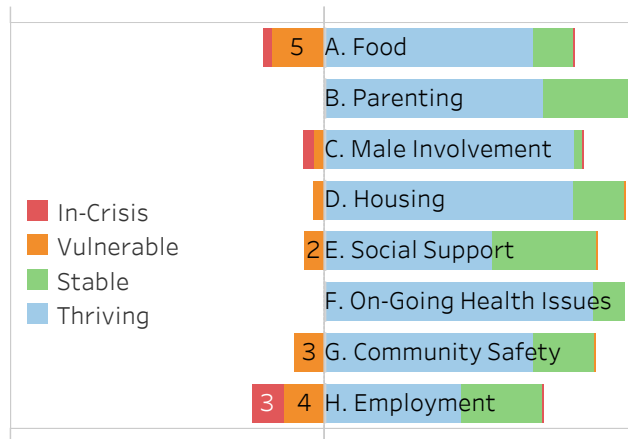 5 A. Food
B. Parenting
C. Male Involvement
D. Housing
In-Crisis
Vulnerable
2 E. Social Support
Stable
Thriving
F. On-Going Health Issues
3 G. Community Safety
3 4 H. Employment